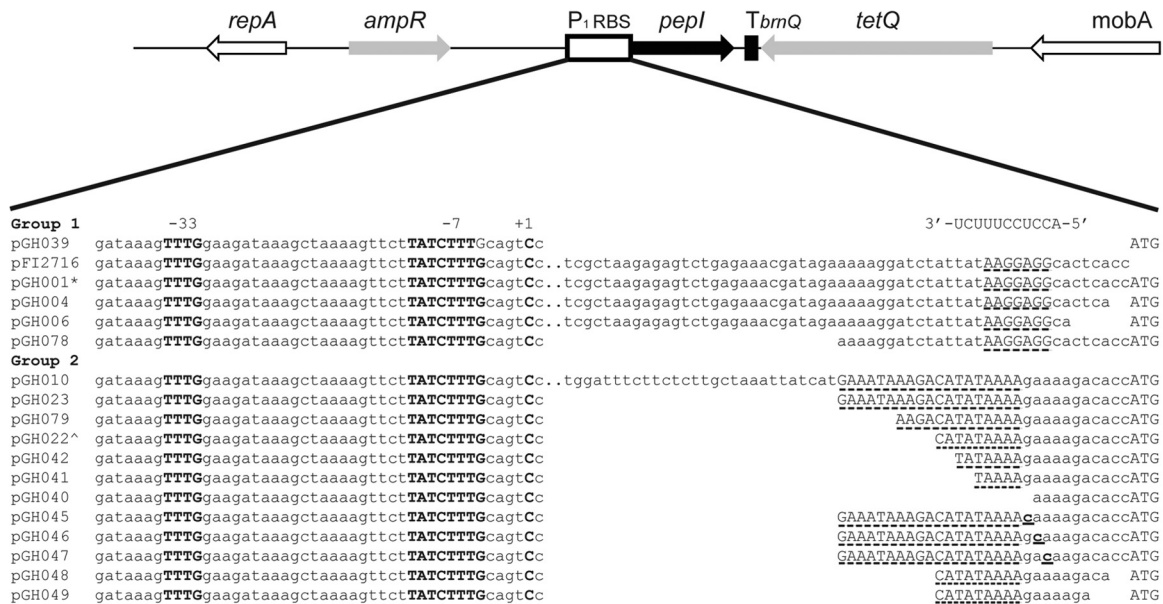 repA ampR P1 RBS pepI T brnQ tetQ mobA
Group 1 -33 -7 +1 3'-UCUUUCCUCCA-5'
pGH039 gataaagTTTGgaagataaagctaaaagttcttTATCTTTGcagtCc ATG
pFI2716 gataaagTTTGgaagataaagctaaaagttctTATCTTTGcagtCc..tcgctaagagagtctgagaaacgatagaaaaaggatctattatAAGGAGGcactcacc
pGH001* gataaagTTTGgaagataaagctaaaagttctTATCTTTGcagtCc..tcgctaagagagtctgagaaacgatagaaaaaggatctattatAAGGAGGcactcaccATG
pGH004 gataaagTTTGgaagataaagctaaaagttctTATCTTTGcagtCc..tcgctaagagagtctgagaaacgatagaaaaaggatctattatAAGGAGGcactca ATG
pGH006 gataaagTTTGgaagataaagctaaaagttctTATCTTTGcagtCc..tcgctaagagagtctgagaaacgatagaaaaaggatctattatAAGGAGGca ATG
pGH078 gataaagTTTGgaagataaagctaaaagttctTATCTTTGcagtCc aaaaggatctattatAAGGAGGcactcaccATG
Group 2
pGH010 gataaagTTTGgaagataaagctaaaagttctTATCTTTGcagtCc..tggatttcttctcttgctaaattatcatGAAATAAAGACATATAAAAgaaaagacaccATG
pGH023 gataaagTTTGgaagataaagctaaaagttctTATCTTTGcagtCc GAAATAAAGACATATAAAAgaaaagacaccATG
pGH079 gataaagTTTGgaagataaagctaaaagttctTATCTTTGcagtCc AAGACATATAAAAgaaaagacaccATG
pGH022^ gataaagTTTGgaagataaagctaaaagttctTATCTTTGcagtCc CATATAAAAgaaaagacaccATG
pGH042 gataaagTTTGgaagataaagctaaaagttctTATCTTTGcagtCc TATAAAAgaaaagacaccATG
pGH041 gataaagTTTGgaagataaagctaaaagttctTATCTTTGcagtCc TAAAAgaaaagacaccATG
pGH040 gataaagTTTGgaagataaagctaaaagttctTATCTTTGcagtCc aaaagacaccATG
pGH045 gataaagTTTGgaagataaagctaaaagttctTATCTTTGcagtCc GAAATAAAGACATATAAAAcaaaagacaccATG
pGH046 gataaagTTTGgaagataaagctaaaagttctTATCTTTGcagtCc GAAATAAAGACATATAAAAgcaaagacaccATG
pGH047 gataaagTTTGgaagataaagctaaaagttctTATCTTTGcagtCc GAAATAAAGACATATAAAAgacaagacaccATG
pGH048 gataaagTTTGgaagataaagctaaaagttctTATCTTTGcagtCc CATATAAAAgaaaagaca ATG
pGH049 gataaagTTTGgaagataaagctaaaagttctTATCTTTGcagtCc CATATAAAAgaaaaga ATG